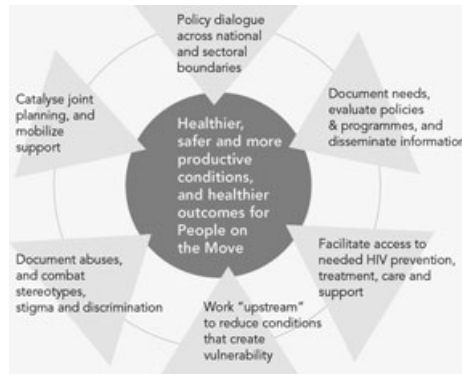 Policy dialogue
across national
and sectoral
boundaries
Document needs,
evaluate policies
& programmes, and
disseminate information
Facilitate access to
needed HIV prevention,
treatment, care and
support
Work “upstream”
to reduce conditions
that create
vulnerability
Document abuses,
and combat
stereotypes,
stigma and discrimination
Catalyse joint
planning, and
mobilize
support
Healthier,
safer and more
productive
conditions,
and healthier
outcomes for
People on
the Move